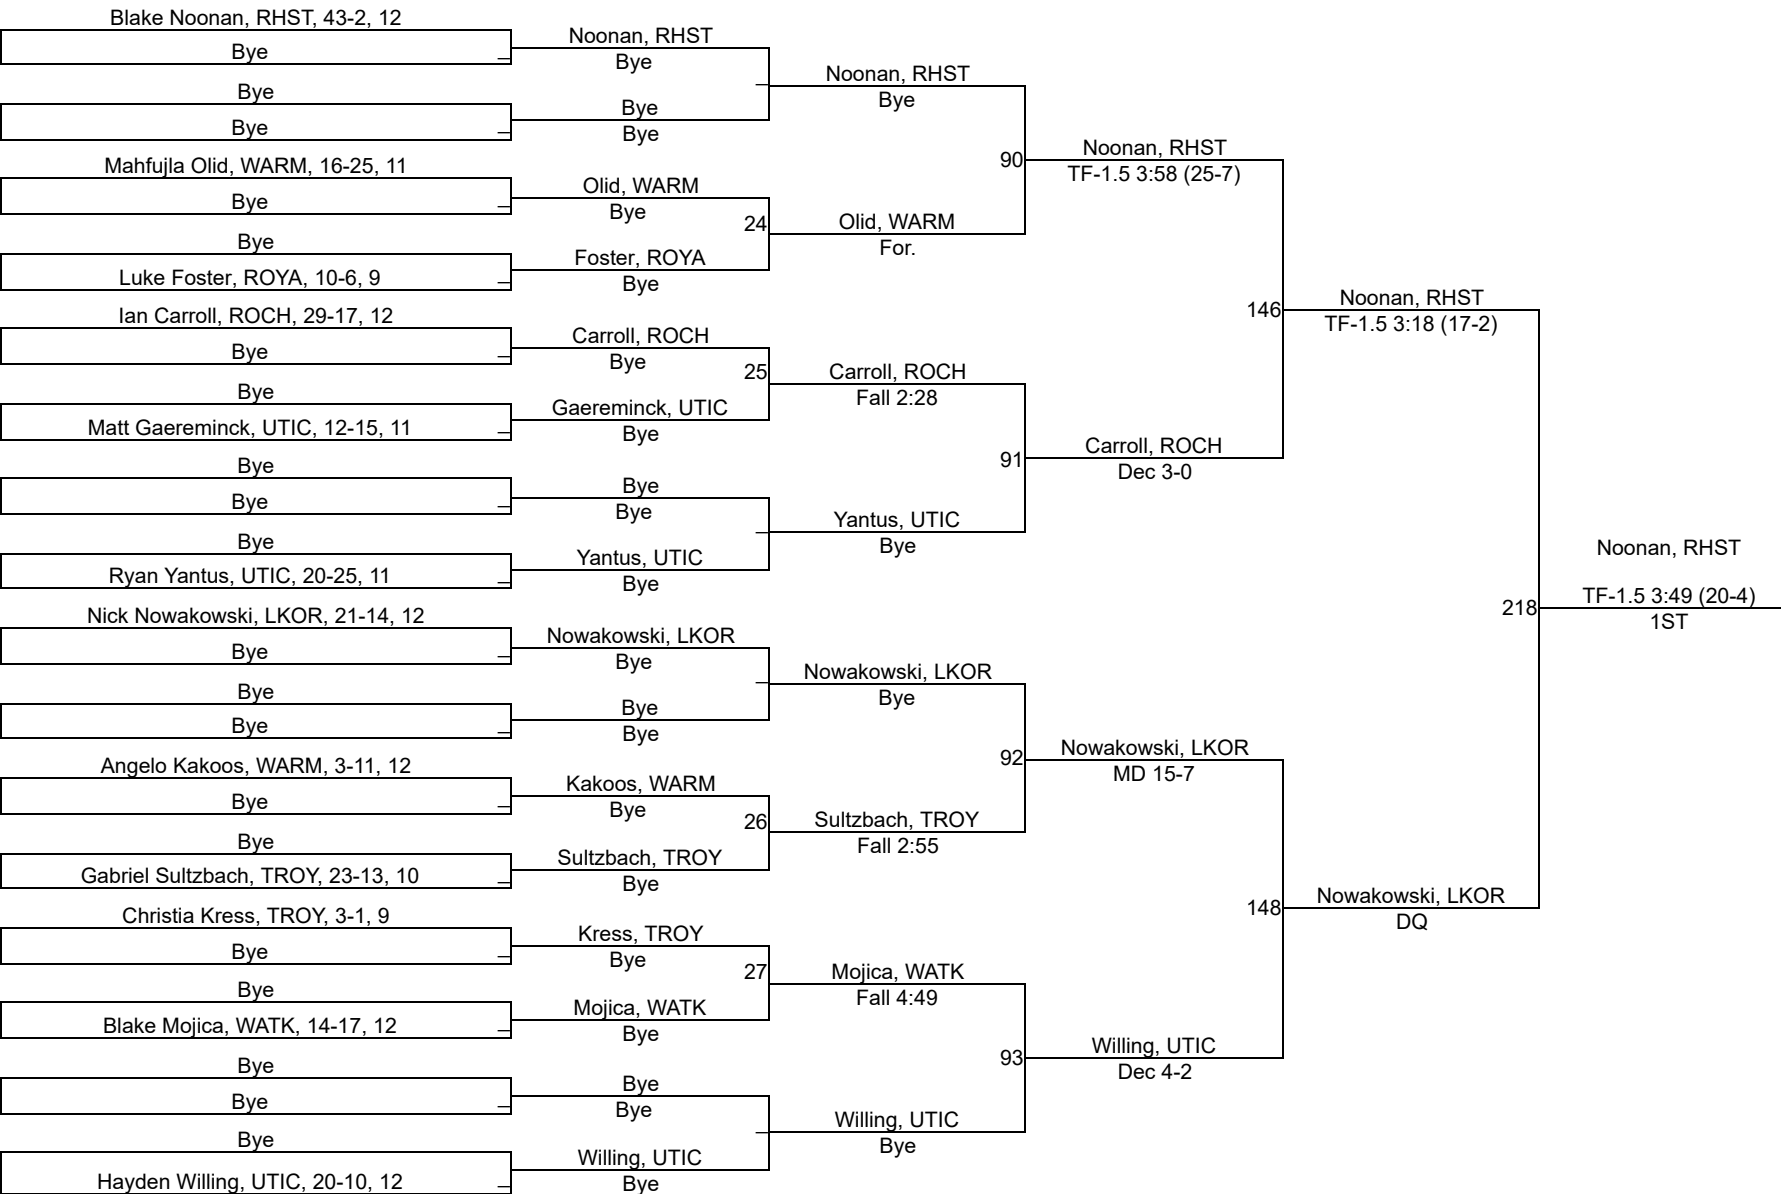 Blake Noonan, RHST, 43-2, 12
Bye
Bye
Bye
Mahfujla Olid, WARM, 16-25, 11
Bye
Bye
Luke Foster, ROYA, 10-6, 9
Ian Carroll, ROCH, 29-17, 12
Bye
Bye
Matt Gaereminck, UTIC, 12-15, 11
Bye
Bye
Bye
Ryan Yantus, UTIC, 20-25, 11
Nick Nowakowski, LKOR, 21-14, 12
Bye
Bye
Bye
Angelo Kakoos, WARM, 3-11, 12
Bye
Bye
Gabriel Sultzbach, TROY, 23-13, 10
Christia Kress, TROY, 3-1, 9
Bye
Bye
Blake Mojica, WATK, 14-17, 12
Bye
Bye
Bye
Hayden Willing, UTIC, 20-10, 12
Noonan, RHST
Bye
Bye
Bye
Olid, WARM
Bye
24
Foster, ROYA
Bye
Carroll, ROCH
Bye
25
Gaereminck, UTIC
Bye
Bye
Bye
Yantus, UTIC
Bye
Nowakowski, LKOR
Bye
Bye
Bye
Kakoos, WARM
Bye
26
Sultzbach, TROY
Bye
Kress, TROY
Bye
27
Mojica, WATK
Bye
Bye
Bye
Willing, UTIC
Bye
Noonan, RHST
Bye
90
Olid, WARM
For.
Carroll, ROCH
Fall 2:28
91
Yantus, UTIC
Bye
Nowakowski, LKOR
Bye
92
Sultzbach, TROY
Fall 2:55
Mojica, WATK
Fall 4:49
93
Willing, UTIC
Bye
Noonan, RHST
TF-1.5 3:58 (25-7)
146
Carroll, ROCH
Dec 3-0
Nowakowski, LKOR
MD 15-7
148
Willing, UTIC
Dec 4-2
Noonan, RHST
TF-1.5 3:18 (17-2)
218
Nowakowski, LKOR
DQ
Noonan, RHST
TF-1.5 3:49 (20-4)
1ST